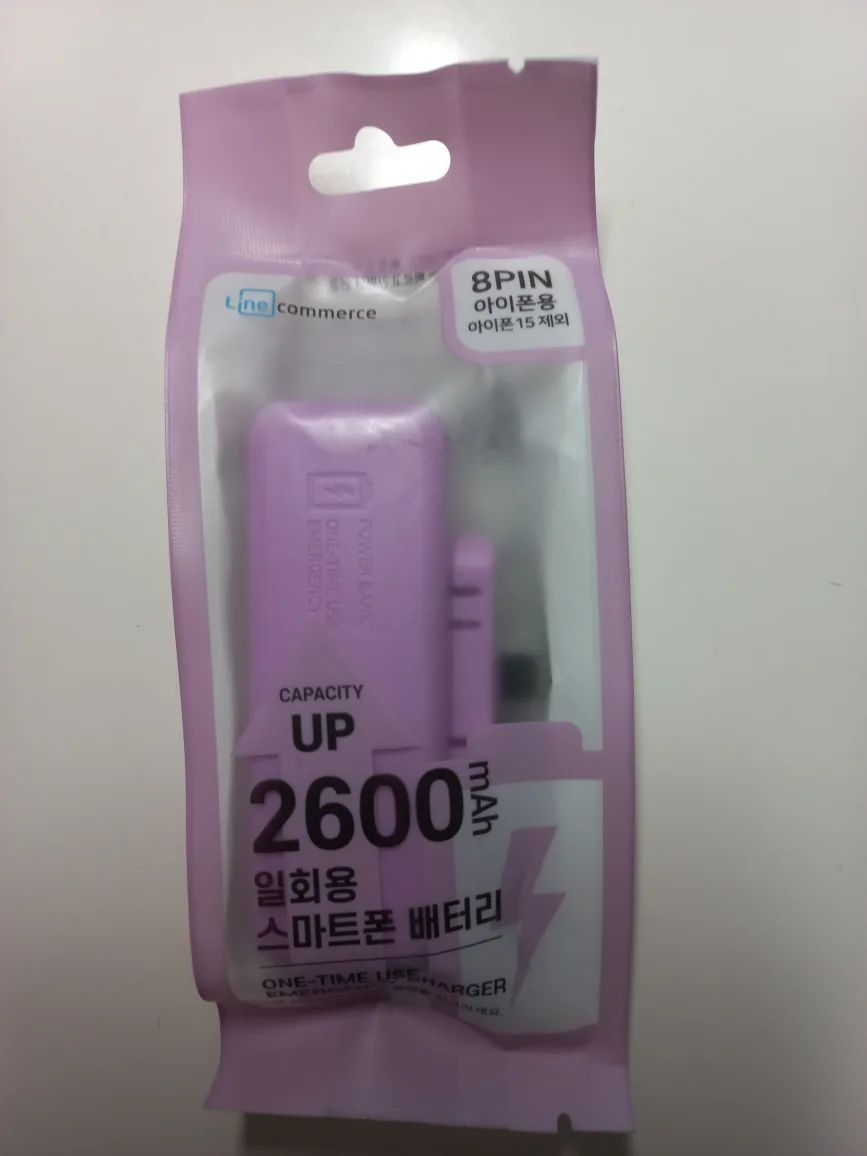 Line commerce
8PIN
아이폰용
아이폰15 제외
POWER BANK
ONE-TIME USE
EMERGENCY
CAPACITY
UP
2600mAh
일회용
스마트폰 배터리
ONE-TIME USE CHARGER
EMERGENCY